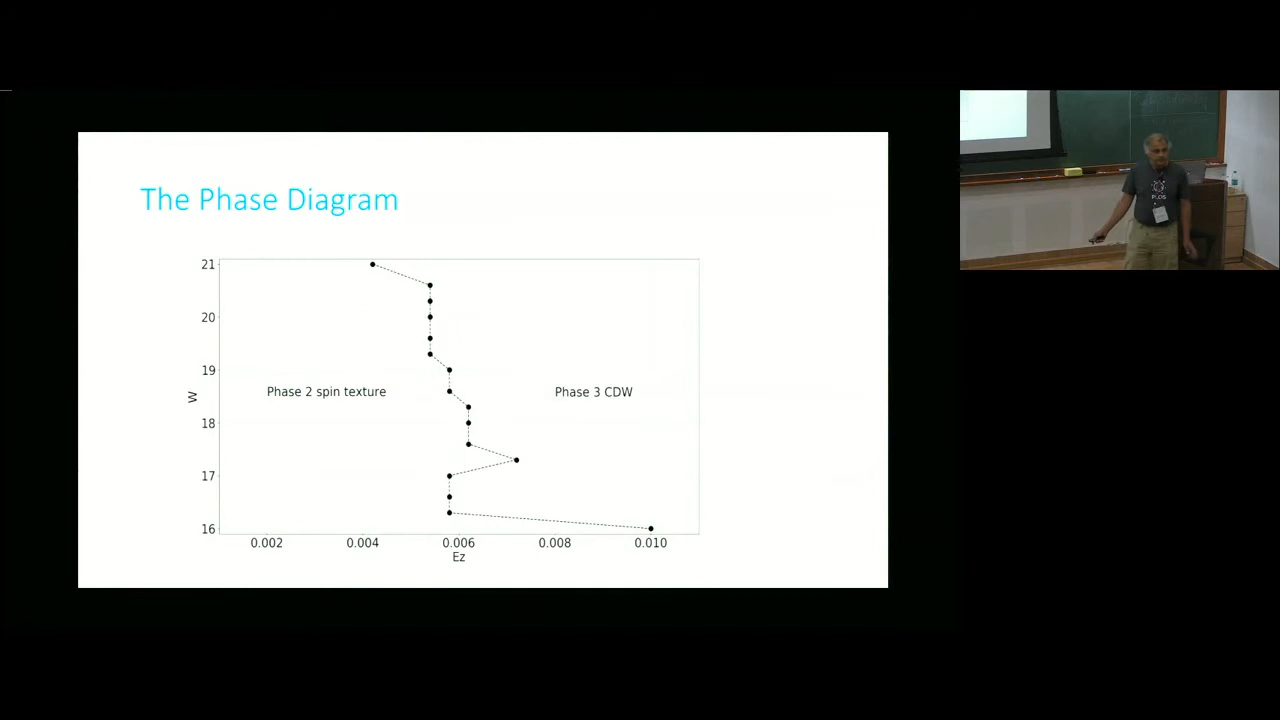 The Phase Diagram
21
20
19
18
17
16
W
Phase 2 spin texture
Phase 3 CDW
0.002 0.004 0.006 0.008 0.010
Ez